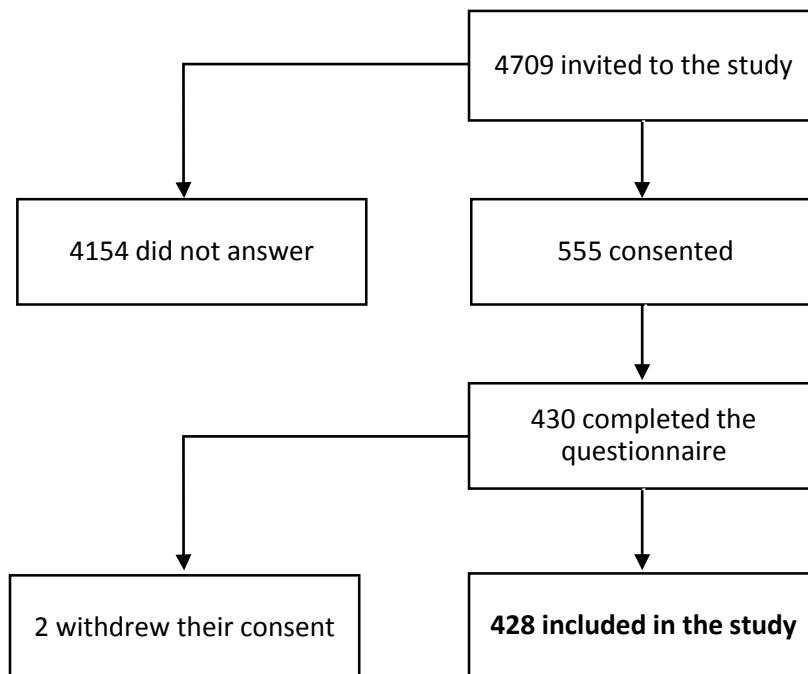 4709 invited to the study
4154 did not answer
555 consented
430 completed the
questionnaire
2 withdrew their consent
428 included in the study